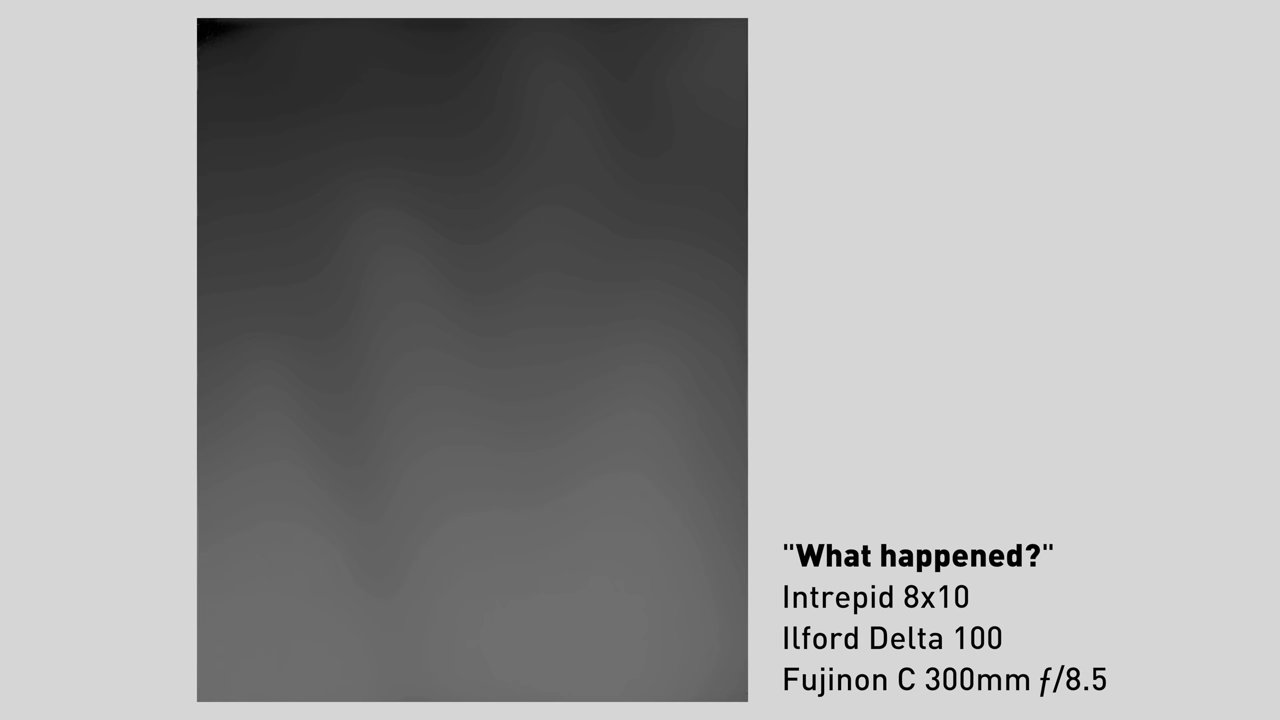 "What happened?"
Intrepid 8x10
Ilford Delta 100
Fujinon C 300mm ƒ/8.5